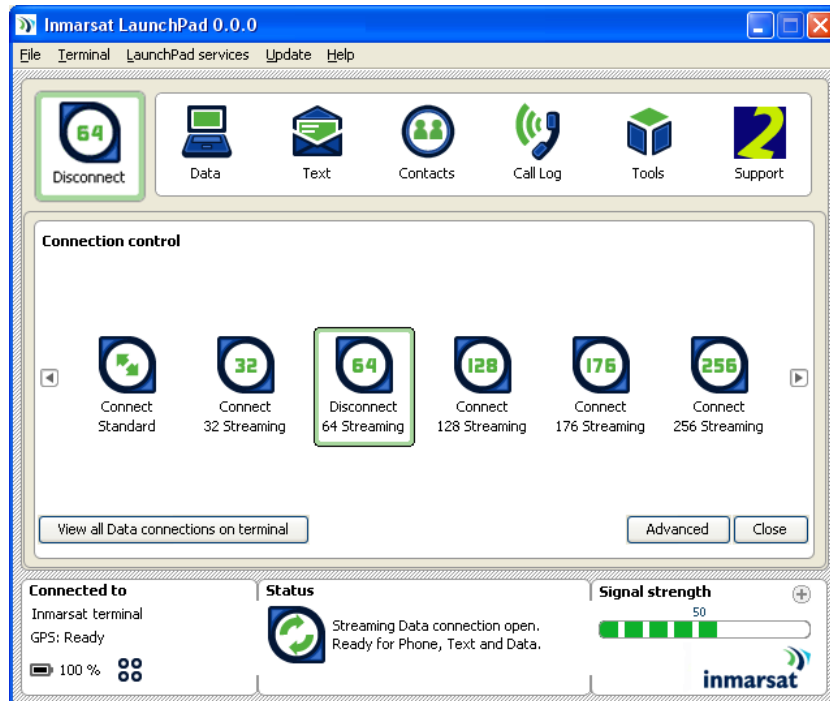 Inmarsat LaunchPad 0.0.0
File Terminal LaunchPad services Update Help
64
Disconnect Data Text Contacts Call Log Tools Support
Connection control
32 64 128 176 256
Connect Connect Disconnect Connect Connect Connect
Standard 32 Streaming 64 Streaming 128 Streaming 176 Streaming 256 Streaming
View all Data connections on terminal Advanced Close
Connected to Status Signal strength
Inmarsat terminal
GPS: Ready
100 %
Streaming Data connection open.
Ready for Phone, Text and Data.
50
inmarsat